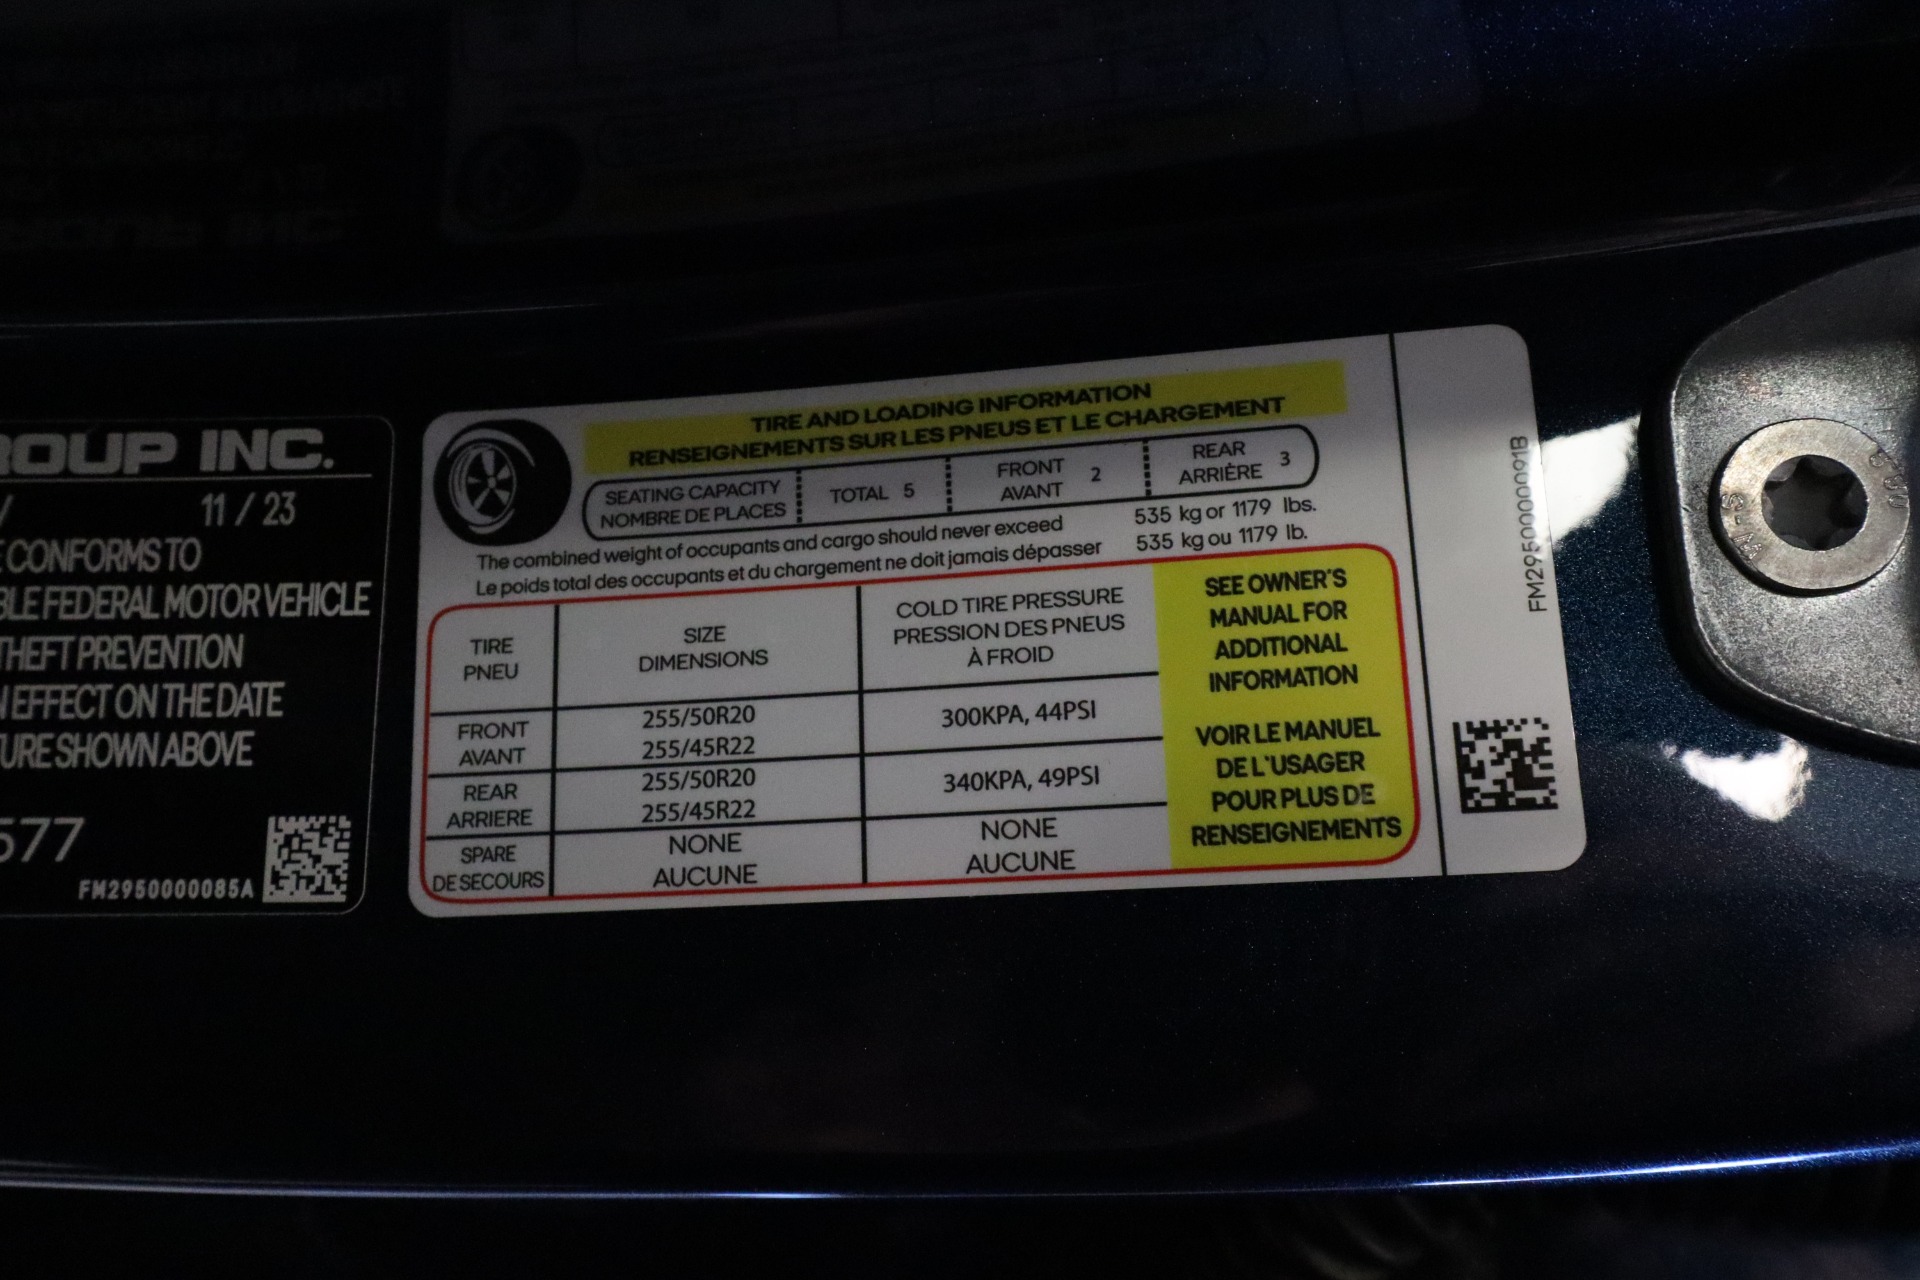 ROUP INC.
11 / 23
E CONFORMS TO
BLE FEDERAL MOTOR VEHICLE
THEFT PREVENTION
N EFFECT ON THE DATE
TURE SHOWN ABOVE
577
FM2950000085A
TIRE AND LOADING INFORMATION
RENSEIGNEMENTS SUR LES PNEUS ET LE CHARGEMENT
SEATING CAPACITY
NOMBRE DE PLACES
TOTAL 5
FRONT
AVANT 2
REAR
ARRIÈRE 3
The combined weight of occupants and cargo should never exceed 535 kg or 1179 lbs.
Le poids total des occupants et du chargement ne doit jamais dépasser 535 kg ou 1179 lb.
TIRE
PNEU
SIZE
DIMENSIONS
COLD TIRE PRESSURE
PRESSION DES PNEUS
À FROID
FRONT
AVANT
255/50R20
255/45R22
300KPA, 44PSI
REAR
ARRIERE
255/50R20
255/45R22
340KPA, 49PSI
SPARE
DE SECOURS
NONE
AUCUNE
NONE
AUCUNE
SEE OWNER'S
MANUAL FOR
ADDITIONAL
INFORMATION
VOIR LE MANUEL
DE L'USAGER
POUR PLUS DE
RENSEIGNEMENTS
FM2950000091B